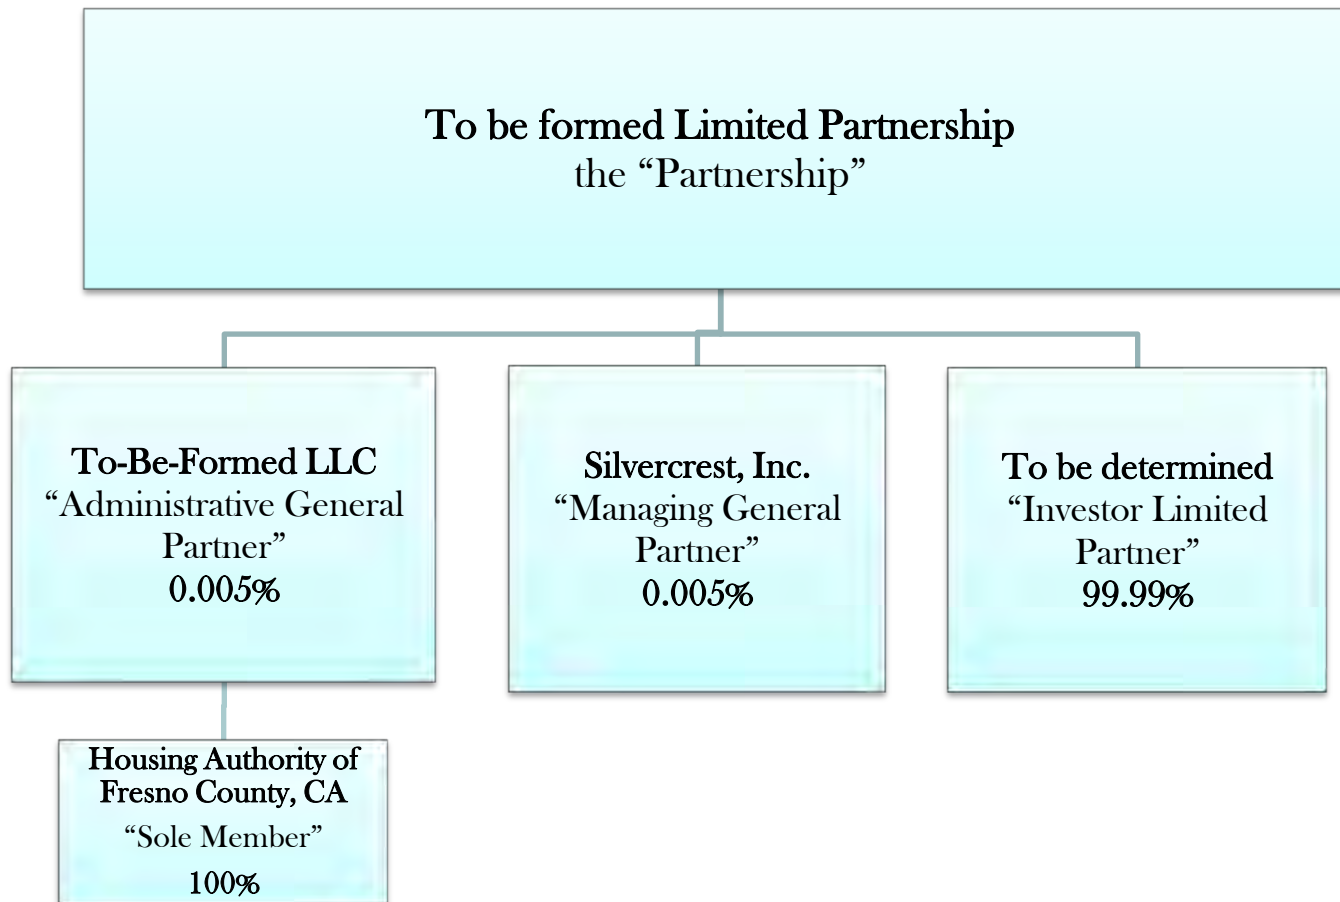 To be formed Limited Partnership
the “Partnership”
To-Be-Formed LLC
“Administrative General
Partner”
0.005%
Silvercrest, Inc.
“Managing General
Partner”
0.005%
To be determined
“Investor Limited
Partner”
99.99%
Housing Authority of
Fresno County, CA
“Sole Member”
100%